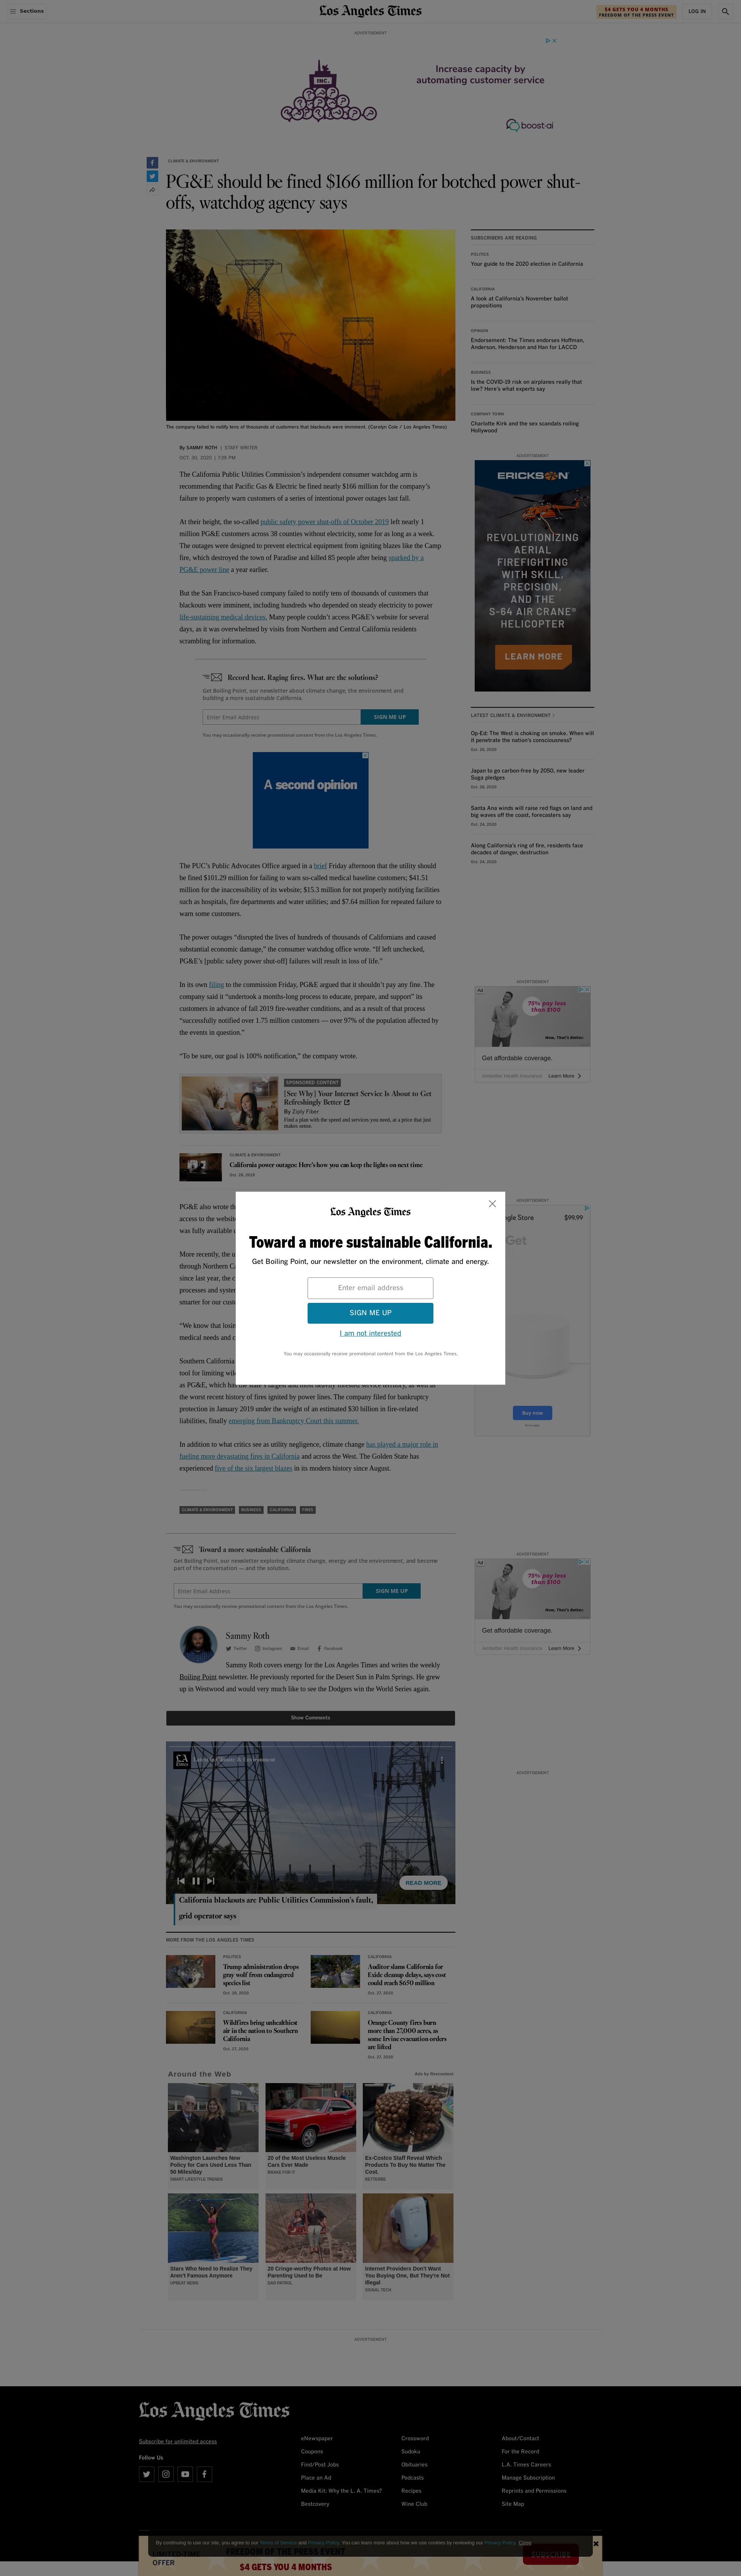 Sections
Los Angeles Times
$4 GETS YOU 4 MONTHS
FREEDOM OF THE PRESS EVENT
LOG IN
ADVERTISEMENT
INC.
Increase capacity by
automating customer service
boost.ai
CLIMATE & ENVIRONMENT
PG&E should be fined $166 million for botched power shut-
offs, watchdog agency says
The company failed to notify tens of thousands of customers that blackouts were imminent. (Carolyn Cole / Los Angeles Times)
By SAMMY ROTH | STAFF WRITER
OCT. 30, 2020 | 7:39 PM
The California Public Utilities Commission's independent consumer watchdog arm is
recommending that Pacific Gas & Electric be fined nearly $166 million for the company's
failure to properly warn customers of a series of intentional power outages last fall.
At their height, the so-called public safety power shut-offs of October 2019 left nearly 1
million PG&E customers across 38 counties without electricity, some for as long as a week.
The outages were designed to prevent electrical equipment from igniting blazes like the Camp
fire, which destroyed the town of Paradise and killed 85 people after being sparked by a
PG&E power line a year earlier.
But the San Francisco-based company failed to notify tens of thousands of customers that
blackouts were imminent, including hundreds who depended on steady electricity to power
life-sustaining medical devices. Many people couldn't access PG&E's website for several
days, as it was overwhelmed by visits from Northern and Central California residents
scrambling for information.
Record heat. Raging fires. What are the solutions?
Get Boiling Point, our newsletter about climate change, the environment and
building a more sustainable California.
Enter Email Address
SIGN ME UP
You may occasionally receive promotional content from the Los Angeles Times.
A second opinion
The PUC's Public Advocates Office argued in a brief Friday afternoon that the utility should
be fined $101.29 million for failing to warn so-called medical baseline customers; $41.51
million for the inaccessibility of its website; $15.3 million for not properly notifying facilities
such as hospitals, fire departments and water utilities; and $7.64 million for repeated failure to
warn some customers.
The power outages "disrupted the lives of hundreds of thousands of Californians and caused
substantial economic damage," the consumer watchdog office wrote. "If left unchecked,
PG&E's [public safety power shut-off] failures will result in loss of life."
In its own filing to the commission Friday, PG&E argued that it shouldn't pay any fine. The
company said it "undertook a months-long process to educate, prepare, and support" its
customers in advance of fall 2019 fire-weather conditions, and as a result of that process
"successfully notified over 1.75 million customers — over 97% of the population affected by
the events in question."
"To be sure, our goal is 100% notification," the company wrote.
SPONSORED CONTENT
[See Why] Your Internet Service Is About to Get
Refreshingly Better
By Ziply Fiber
Find a plan with the speed and services you need, at a price that just
makes sense.
CLIMATE & ENVIRONMENT
California power outages: Here's how you can keep the lights on next time
Oct. 29, 2019
PG&E also wrote tha
access to the website
was fully available o
More recently, the u
through Northern Ca
since last year, the c
processes and system
smarter for our custo
"We know that turni
medical needs and c
Southern California
tool for limiting wild
as PG&E, which has the state's largest and most heavily forested service territory, as well as
the worst recent history of fires ignited by power lines. The company filed for bankruptcy
protection in January 2019 under the weight of an estimated $30 billion in fire-related
liabilities, finally emerging from Bankruptcy Court this summer.
In addition to what critics say are utility negligence, climate change has played a major role in
fueling more devastating fires in California and across the West. The Golden State has
experienced five of the six largest blazes in its modern history since August.
CLIMATE & ENVIRONMENT
BUSINESS
CALIFORNIA
FIRES
Toward a more sustainable California
Get Boiling Point, our newsletter exploring climate change, energy and the environment, and become
part of the conversation — and the solution.
Enter Email Address
SIGN ME UP
You may occasionally receive promotional content from the Los Angeles Times.
Sammy Roth
Twitter
Instagram
Email
Facebook
Sammy Roth covers energy for the Los Angeles Times and writes the weekly
Boiling Point newsletter. He previously reported for the Desert Sun in Palm Springs. He grew
up in Westwood and would very much like to see the Dodgers win the World Series again.
Show Comments
READ MORE
California blackouts are Public Utilities Commission's fault,
grid operator says
MORE FROM THE LOS ANGELES TIMES
POLITICS
Trump administration drops
gray wolf from endangered
species list
Oct. 29, 2020
CALIFORNIA
Auditor slams California for
Exide cleanup delays, says cost
could reach $650 million
Oct. 27, 2020
CALIFORNIA
Wildfires bring unhealthiest
air in the nation to Southern
California
Oct. 27, 2020
CALIFORNIA
Orange County fires burn
more than 27,000 acres, as
some Irvine evacuation orders
are lifted
Oct. 27, 2020
Around the Web
Ads by Revcontent
Washington Launches New
Policy for Cars Used Less Than
50 Miles/day
SMART LIFESTYLE TRENDS
20 of the Most Useless Muscle
Cars Ever Made
BRAKE FOR IT
Ex-Costco Staff Reveal Which
Products To Buy No Matter The
Cost.
BETTERBE
Stars Who Need to Realize They
Aren't Famous Anymore
UPBEAT NEWS
20 Cringe-worthy Photos at How
Parenting Used to Be
DAD PATROL
Internet Providers Don't Want
You Buying One, But They're Not
Illegal
SIGNAL TECH
ADVERTISEMENT
SUBSCRIBERS ARE READING
POLITICS
Your guide to the 2020 election in California
CALIFORNIA
A look at California's November ballot
propositions
OPINION
Endorsement: The Times endorses Hoffman,
Anderson, Henderson and Han for LACCD
BUSINESS
Is the COVID-19 risk on airplanes really that
low? Here's what experts say
COMPANY TOWN
Charlotte Kirk and the sex scandals roiling
Hollywood
ADVERTISEMENT
ERICKSON
REVOLUTIONIZING
AERIAL
FIREFIGHTING
WITH SKILL,
PRECISION,
AND THE
S-64 AIR CRANE®
HELICOPTER
LEARN MORE
LATEST CLIMATE & ENVIRONMENT
Op-Ed: The West is choking on smoke. When will
it penetrate the nation's consciousness?
Oct. 26, 2020
Japan to go carbon-free by 2050, new leader
Suga pledges
Oct. 26, 2020
Santa Ana winds will raise red flags on land and
big waves off the coast, forecasters say
Oct. 24, 2020
Along California's ring of fire, residents face
decades of danger, destruction
Oct. 24, 2020
ADVERTISEMENT
Ad
75% pay less
than $100
Now, That's Better.
Get affordable coverage.
Ambetter Health Insurance
Learn More
ADVERTISEMENT
gle Store
$99.99
Get
Buy now
ADVERTISEMENT
Ad
75% pay less
than $100
Now, That's Better.
Get affordable coverage.
Ambetter Health Insurance
Learn More
ADVERTISEMENT
Los Angeles Times
Toward a more sustainable California.
Get Boiling Point, our newsletter on the environment, climate and energy.
Enter email address
SIGN ME UP
I am not interested
You may occasionally receive promotional content from the Los Angeles Times.
Los Angeles Times
Subscribe for unlimited access
Follow Us
eNewspaper
Coupons
Find/Post Jobs
Place an Ad
Media Kit: Why the L. A. Times?
Bestcovery
Crossword
Sudoku
Obituaries
Podcasts
Recipes
Wine Club
About/Contact
For the Record
L.A. Times Careers
Manage Subscription
Reprints and Permissions
Site Map
By continuing to use our site, you agree to our Terms of Service and Privacy Policy. You can learn more about how we use cookies by reviewing our Privacy Policy. Close
OFFER
FREEDOM OF THE PRESS EVENT
$4 GETS YOU 4 MONTHS